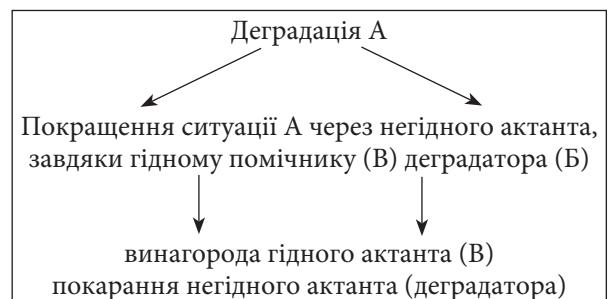 Деградація А
Покращення ситуації А через негідного актанта,
завдяки гідному помічнику (В) деградатора (Б)
винагорода гідного актанта (В)
покарання негідного актанта (деградатора)